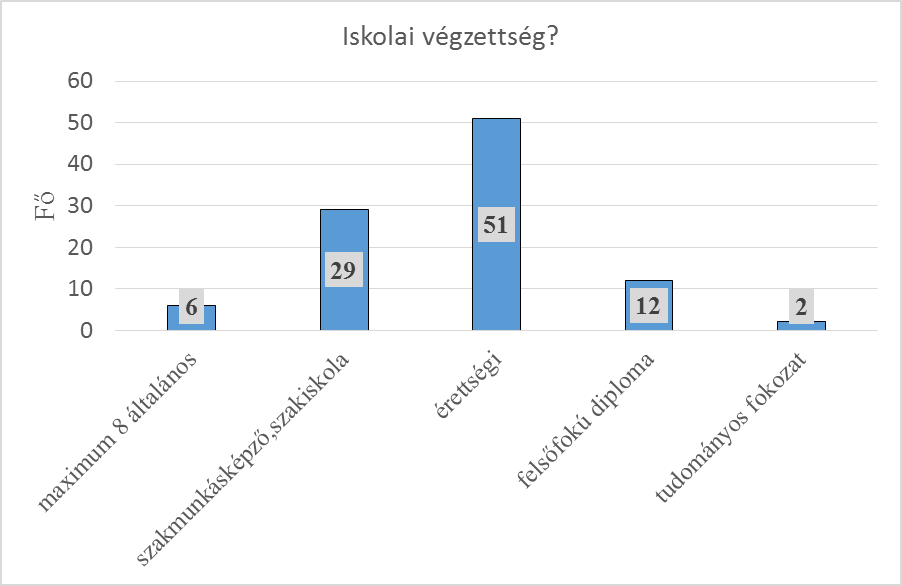 Iskolai végzettség?
60
50
40
30
20
10
0
Fő
6
29
51
12
2
maximum 8 általános
szakmunkásképző,szakiskola
érettségi
felsőfokú diploma
tudományos fokozat